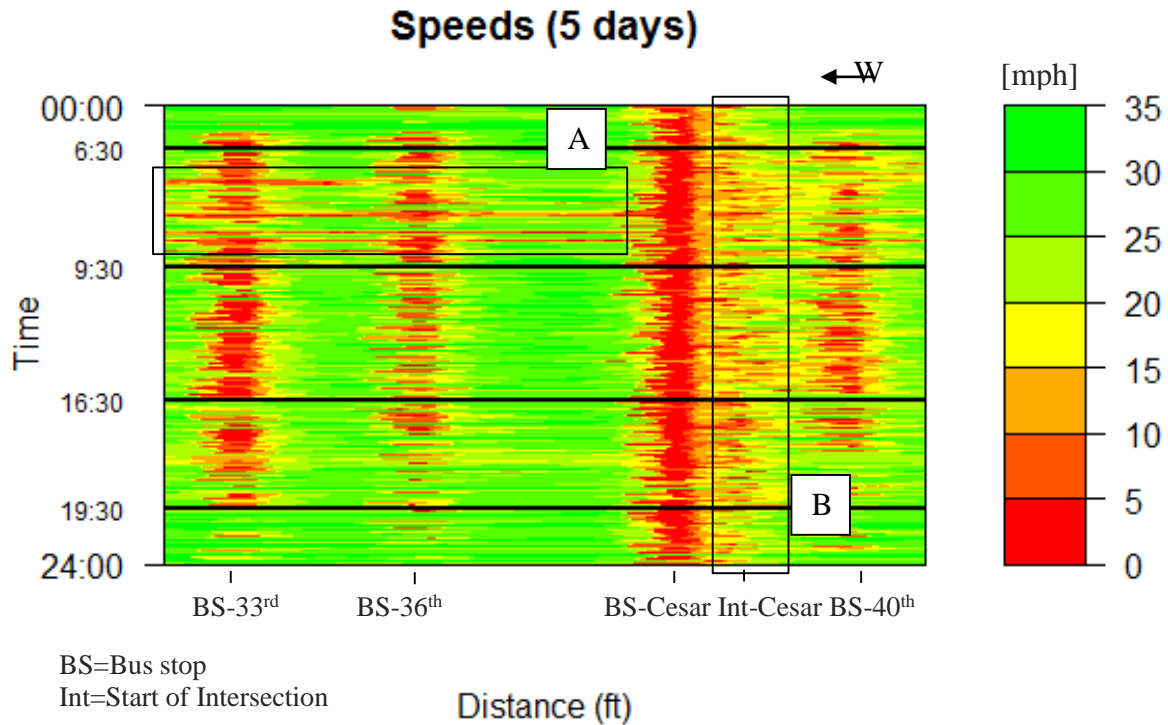 Speeds (5 days)
W
[mph]
00:00
6:30
9:30
16:30
19:30
24:00
Time
A
B
35
30
25
20
15
10
5
0
BS-33rd BS-36th BS-Cesar Int-Cesar BS-40th
BS=Bus stop
Int=Start of Intersection
Distance (ft)